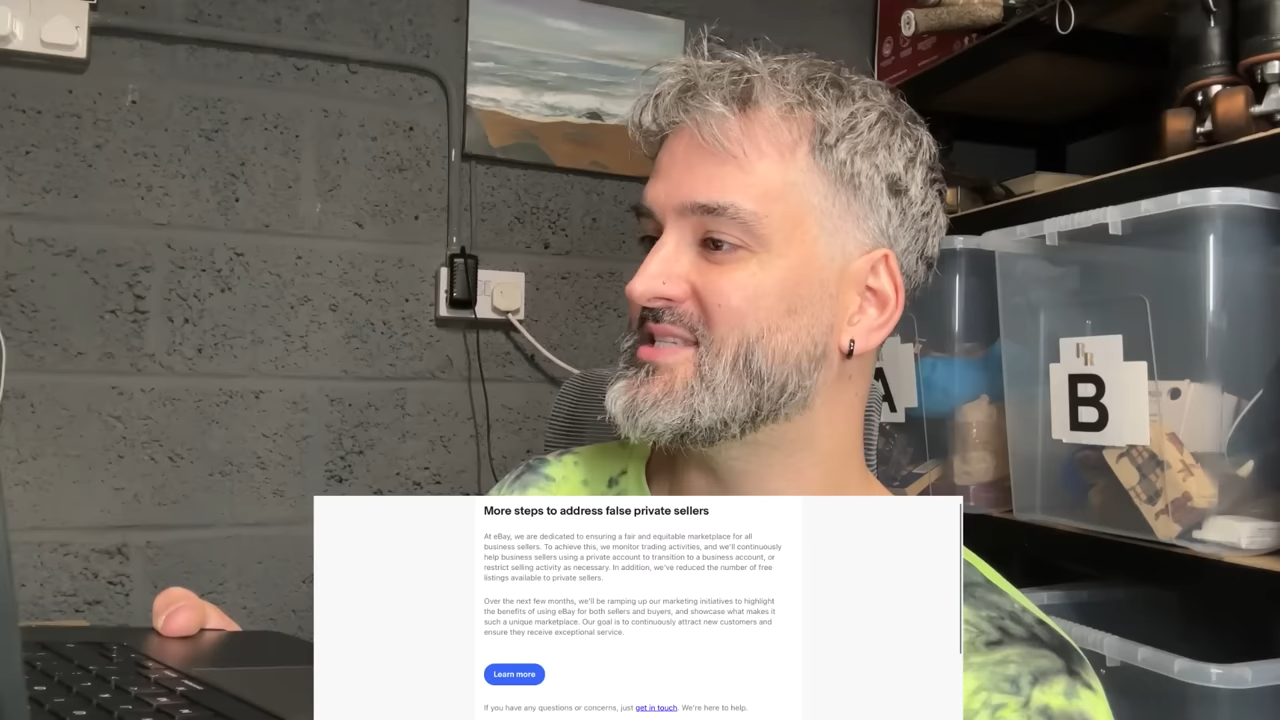 A
B
More steps to address false private sellers
At eBay, we are dedicated to ensuring a fair and equitable marketplace for all
business sellers. To achieve this, we monitor trading activities, and we'll continuously
help business sellers using a private account to transition to a business account, or
restrict selling activity as necessary. In addition, we've reduced the number of free
listings available to private sellers.
Over the next few months, we'll be ramping up our marketing initiatives to highlight
the benefits of using eBay for both sellers and buyers, and showcase what makes it
such a unique marketplace. Our goal is to continuously attract new customers and
ensure they receive exceptional service.
Learn more
If you have any questions or concerns, just get in touch. We're here to help.